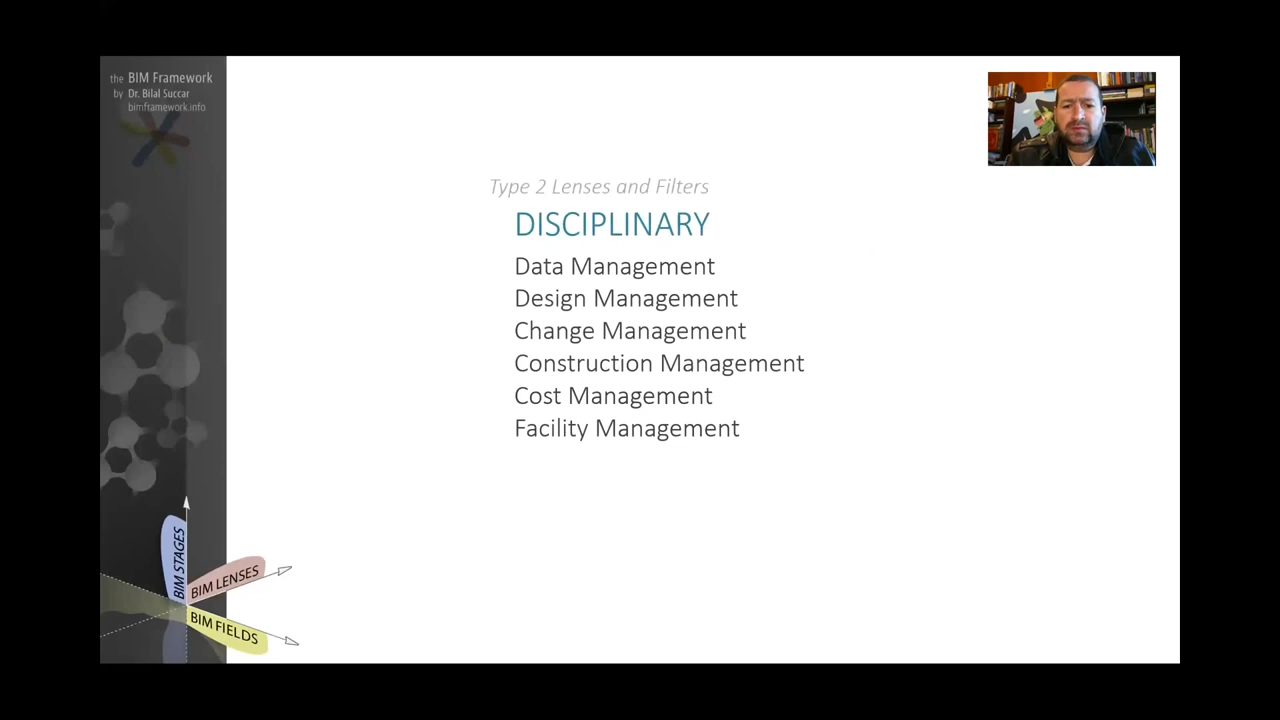 the BIM Framework
by Dr. Bilal Succar
bimframework.info
Type 2 Lenses and Filters
DISCIPLINARY
Data Management
Design Management
Change Management
Construction Management
Cost Management
Facility Management
BIM STAGES
BIM LENSES
BIM FIELDS